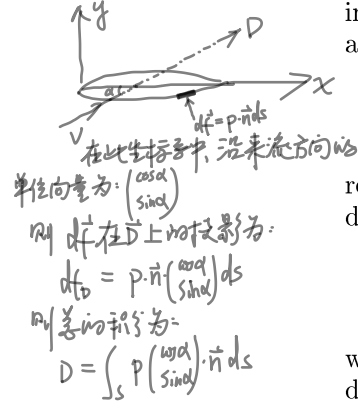 y
D
in
a
α
x
V
df⃗ = p·n⃗ds
在此坐标系中，沿来流方向的
单位向量为：(cosα sinα)
re
则 df⃗ 在D⃗上的投影为：
d
df_D = p·n⃗·(cosα sinα)ds
则总的积分为：
w
D = ∫_S p(cosα sinα)·n⃗ ds
d